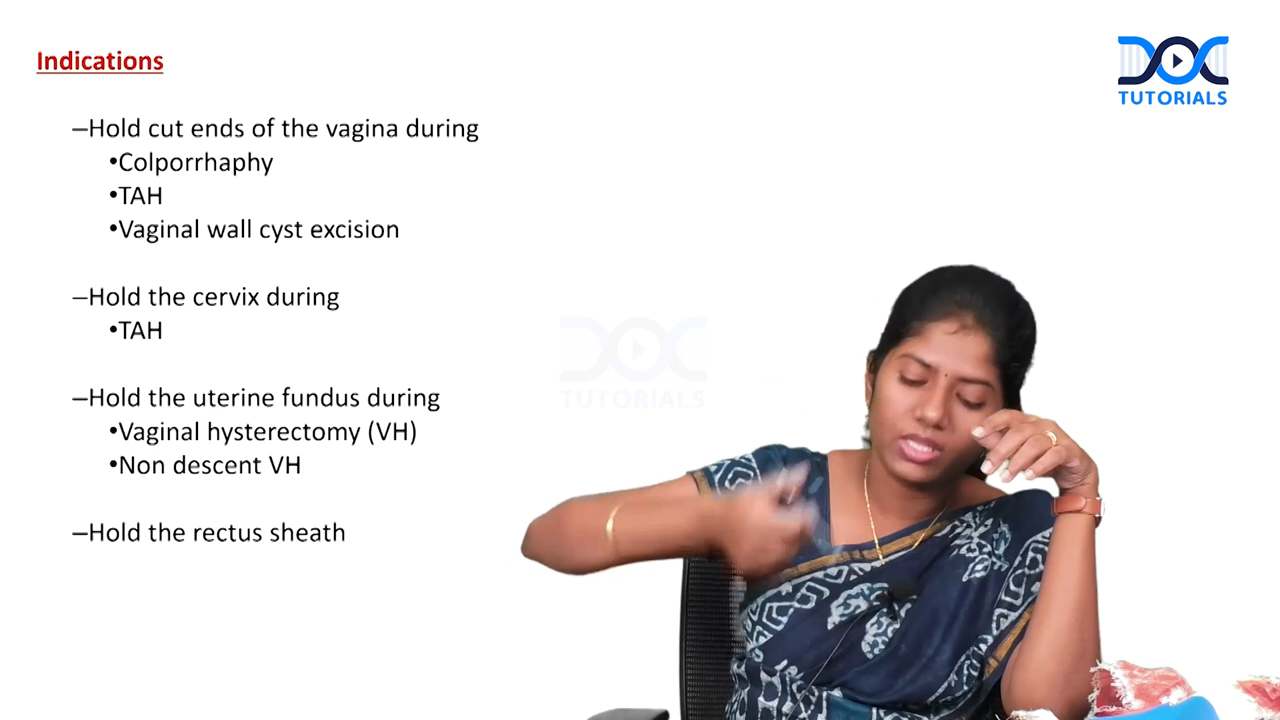 Indications
TUTORIALS
–Hold cut ends of the vagina during
•Colporrhaphy
•TAH
•Vaginal wall cyst excision
–Hold the cervix during
•TAH
–Hold the uterine fundus during
•Vaginal hysterectomy (VH)
•Non descent VH
–Hold the rectus sheath
DOC
TUTORIALS